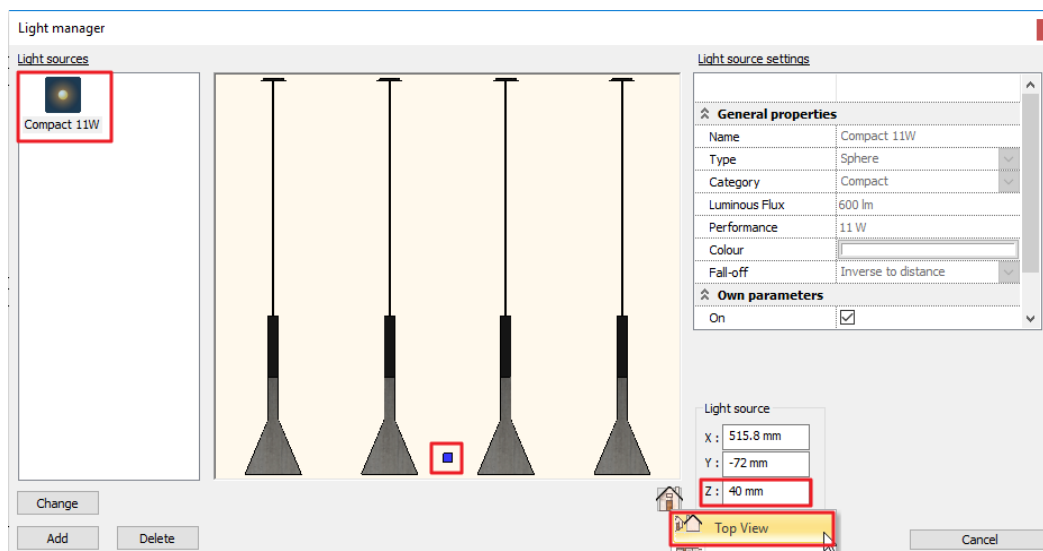 Light manager
Light sources
Light source settings
Compact 11W
General properties
Name Compact 11W
Type Sphere
Category Compact
Luminous Flux 600 lm
Performance 11 W
Colour
Fall-off Inverse to distance
Own parameters
On
Light source
X : 515.8 mm
Y : -72 mm
Z : 40 mm
Change
Top View
Add Delete Cancel